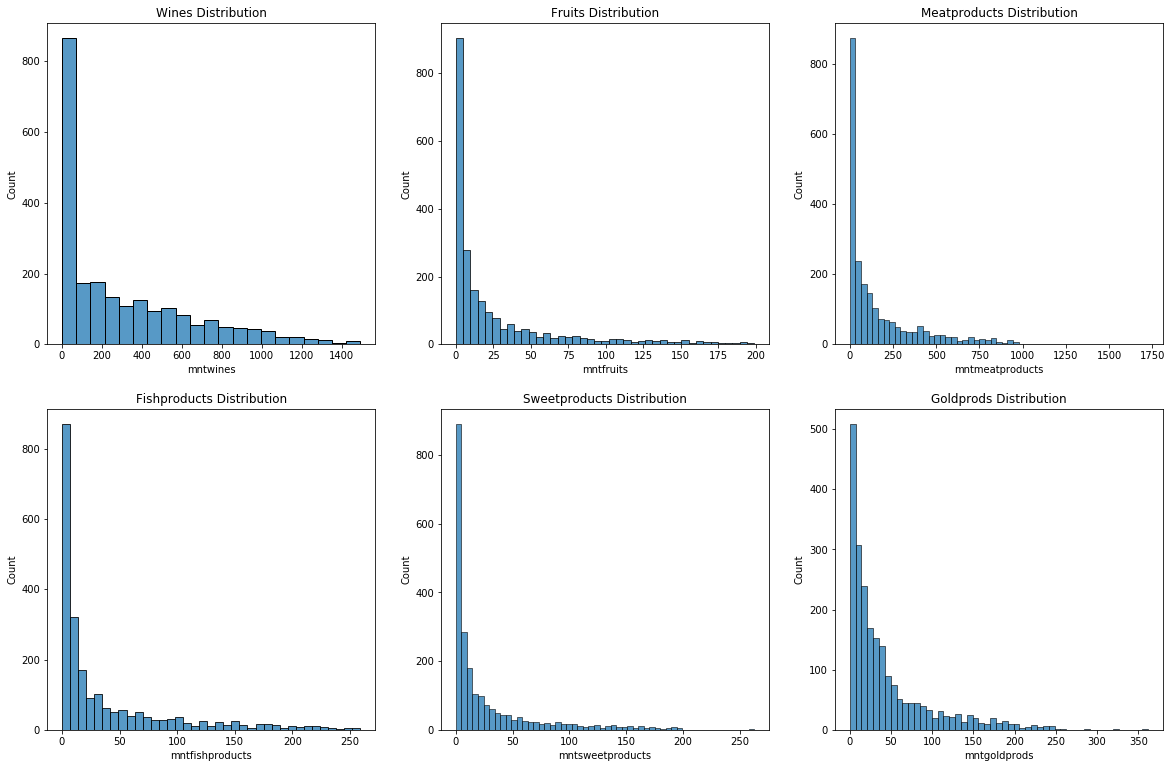 Wines Distribution
Count
800
600
400
200
0
0 200 400 600 800 1000 1200 1400
mntwines
Fruits Distribution
Count
800
600
400
200
0
0 25 50 75 100 125 150 175 200
mntfruits
Meatproducts Distribution
Count
800
600
400
200
0
0 250 500 750 1000 1250 1500 1750
mntmeatproducts
Fishproducts Distribution
Count
800
600
400
200
0
0 50 100 150 200 250
mntfishproducts
Sweetproducts Distribution
Count
800
600
400
200
0
0 50 100 150 200 250
mntsweetproducts
Goldprods Distribution
Count
500
400
300
200
100
0
0 50 100 150 200 250 300 350
mntgoldprods